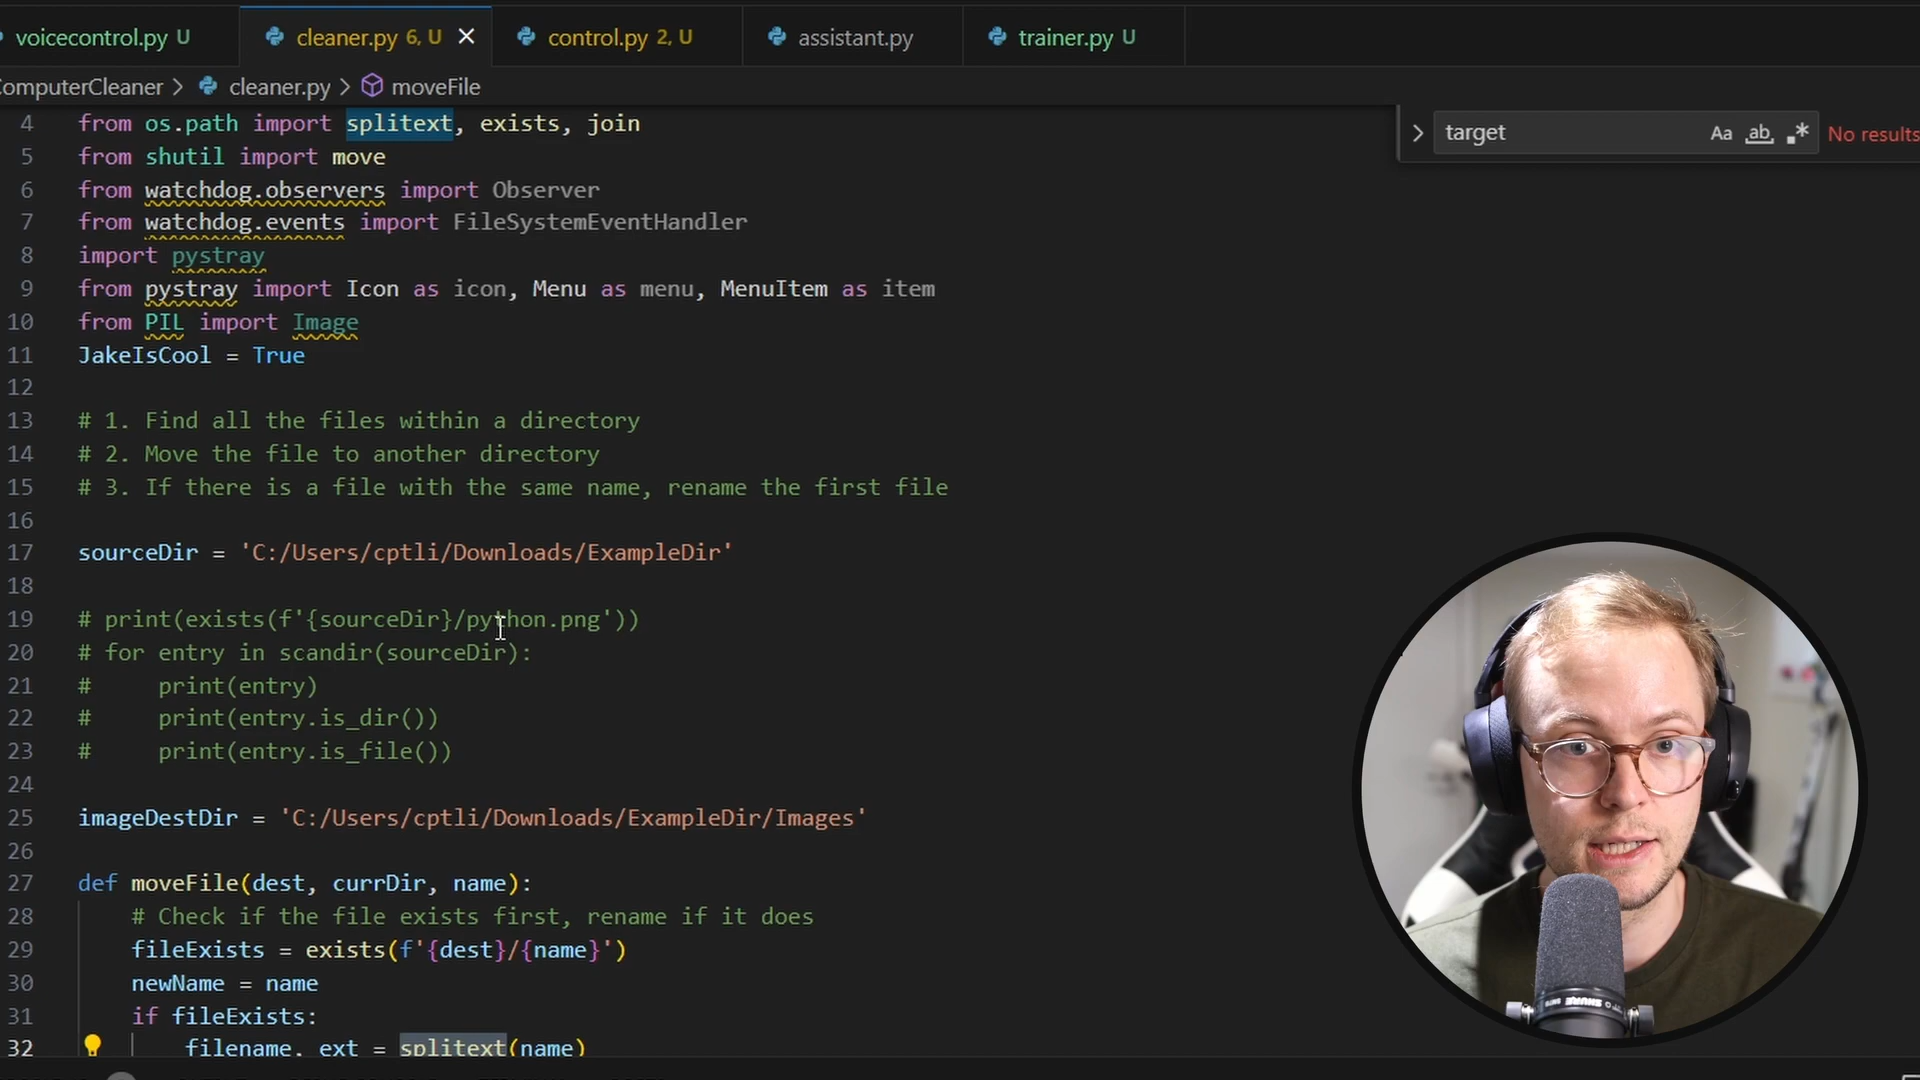 voicecontrol.py U
cleaner.py 6, U
control.py 2, U
assistant.py
trainer.py U
omputerCleaner > cleaner.py > moveFile
target Aa ab .* No results
4 from os.path import splitext, exists, join
5 from shutil import move
6 from watchdog.observers import Observer
7 from watchdog.events import FileSystemEventHandler
8 import pystray
9 from pystray import Icon as icon, Menu as menu, MenuItem as item
10 from PIL import Image
11 JakeIsCool = True
12
13 # 1. Find all the files within a directory
14 # 2. Move the file to another directory
15 # 3. If there is a file with the same name, rename the first file
16
17 sourceDir = 'C:/Users/cptli/Downloads/ExampleDir'
18
19 # print(exists(f'{sourceDir}/python.png'))
20 # for entry in scandir(sourceDir):
21 #     print(entry)
22 #     print(entry.is_dir())
23 #     print(entry.is_file())
24
25 imageDestDir = 'C:/Users/cptli/Downloads/ExampleDir/Images'
26
27 def moveFile(dest, currDir, name):
28     # Check if the file exists first, rename if it does
29     fileExists = exists(f'{dest}/{name}')
30     newName = name
31     if fileExists:
32         filename, ext = splitext(name)